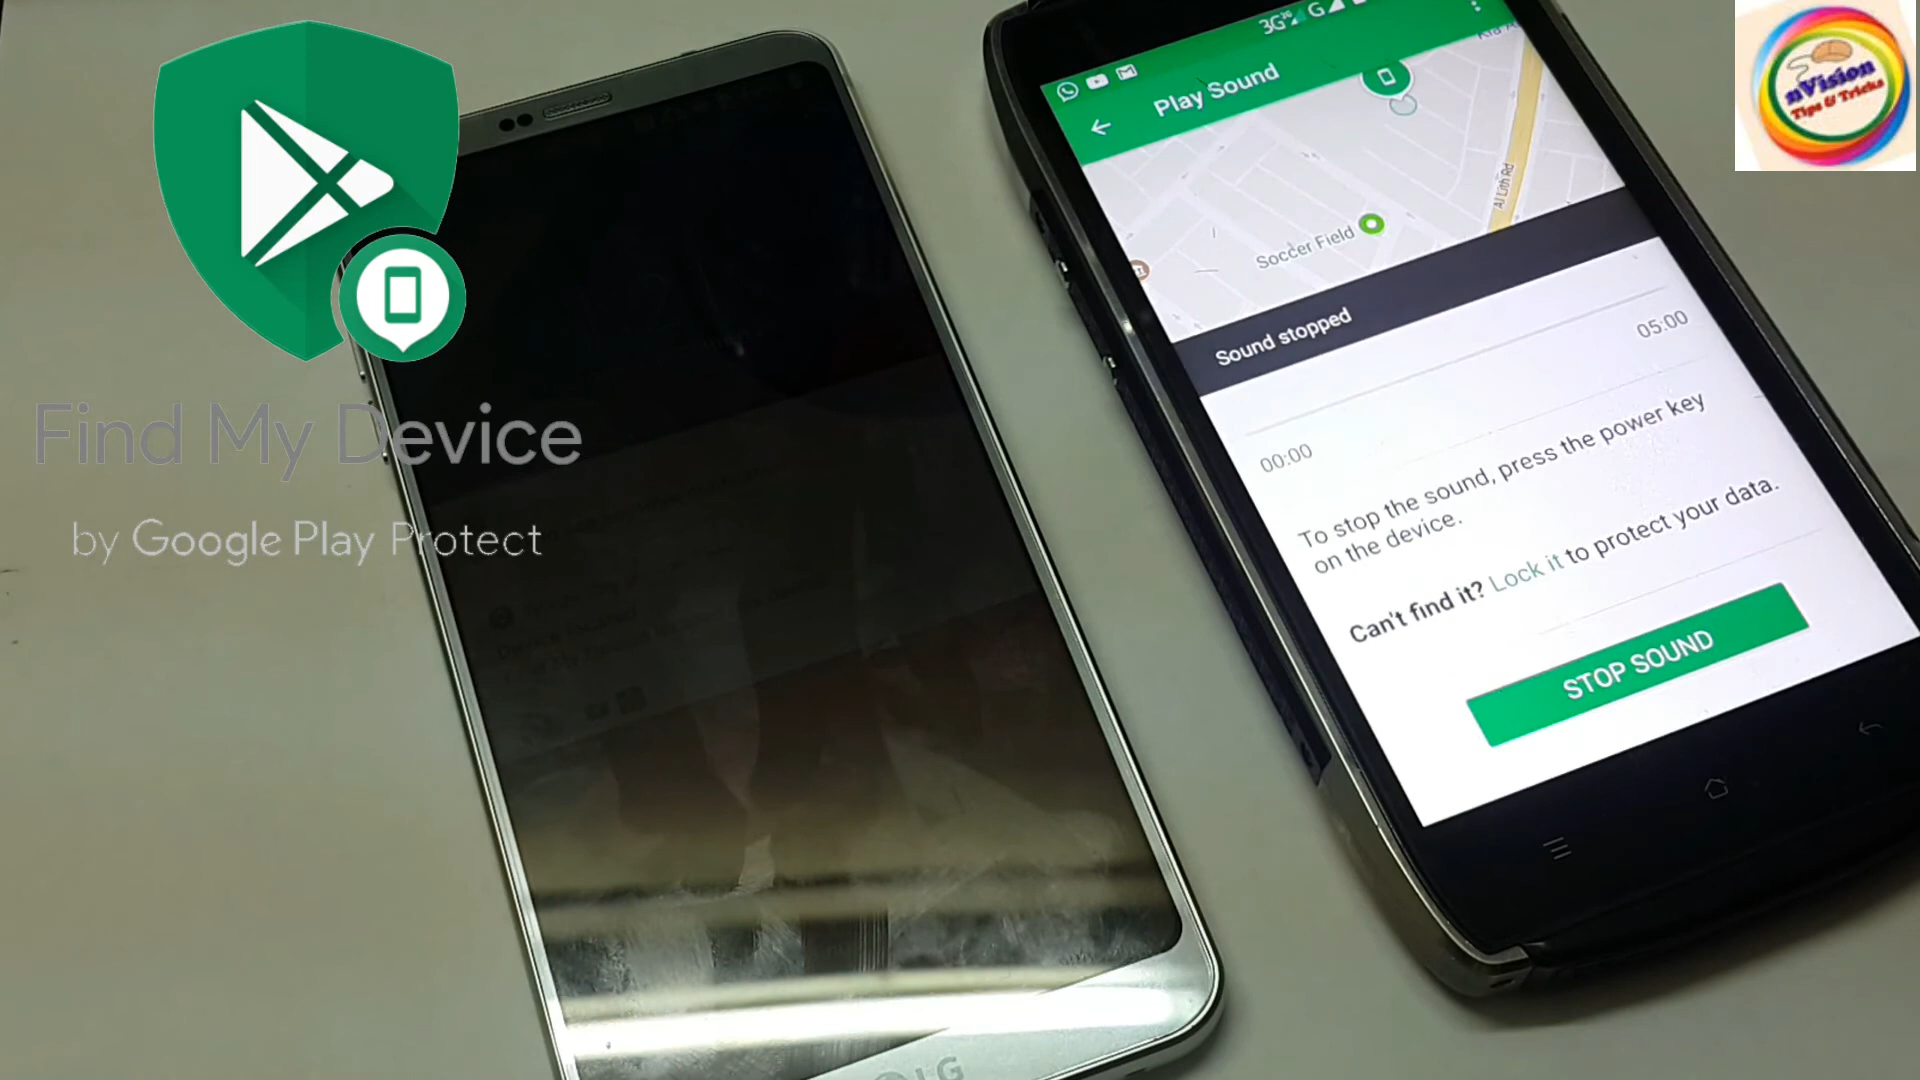 Find My Device
by Google Play Protect
3G 3G G
Play Sound
Al Lith Rd
Soccer Field
Sound stopped
05:00
00:00
To stop the sound, press the power key
on the device.
Can't find it? Lock it to protect your data.
STOP SOUND
LG
nVision
Tips & Tricks